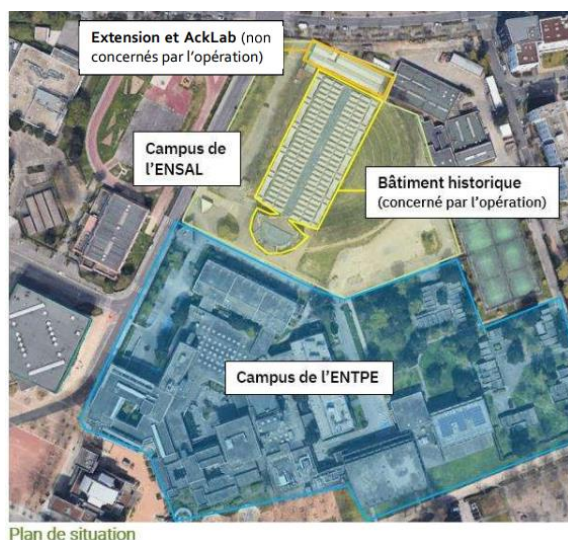 Extension et AckLab (non
concernés par l'opération)
Campus de
l'ENSAL
Bâtiment historique
(concerné par l'opération)
Campus de l'ENTPE
Plan de situation